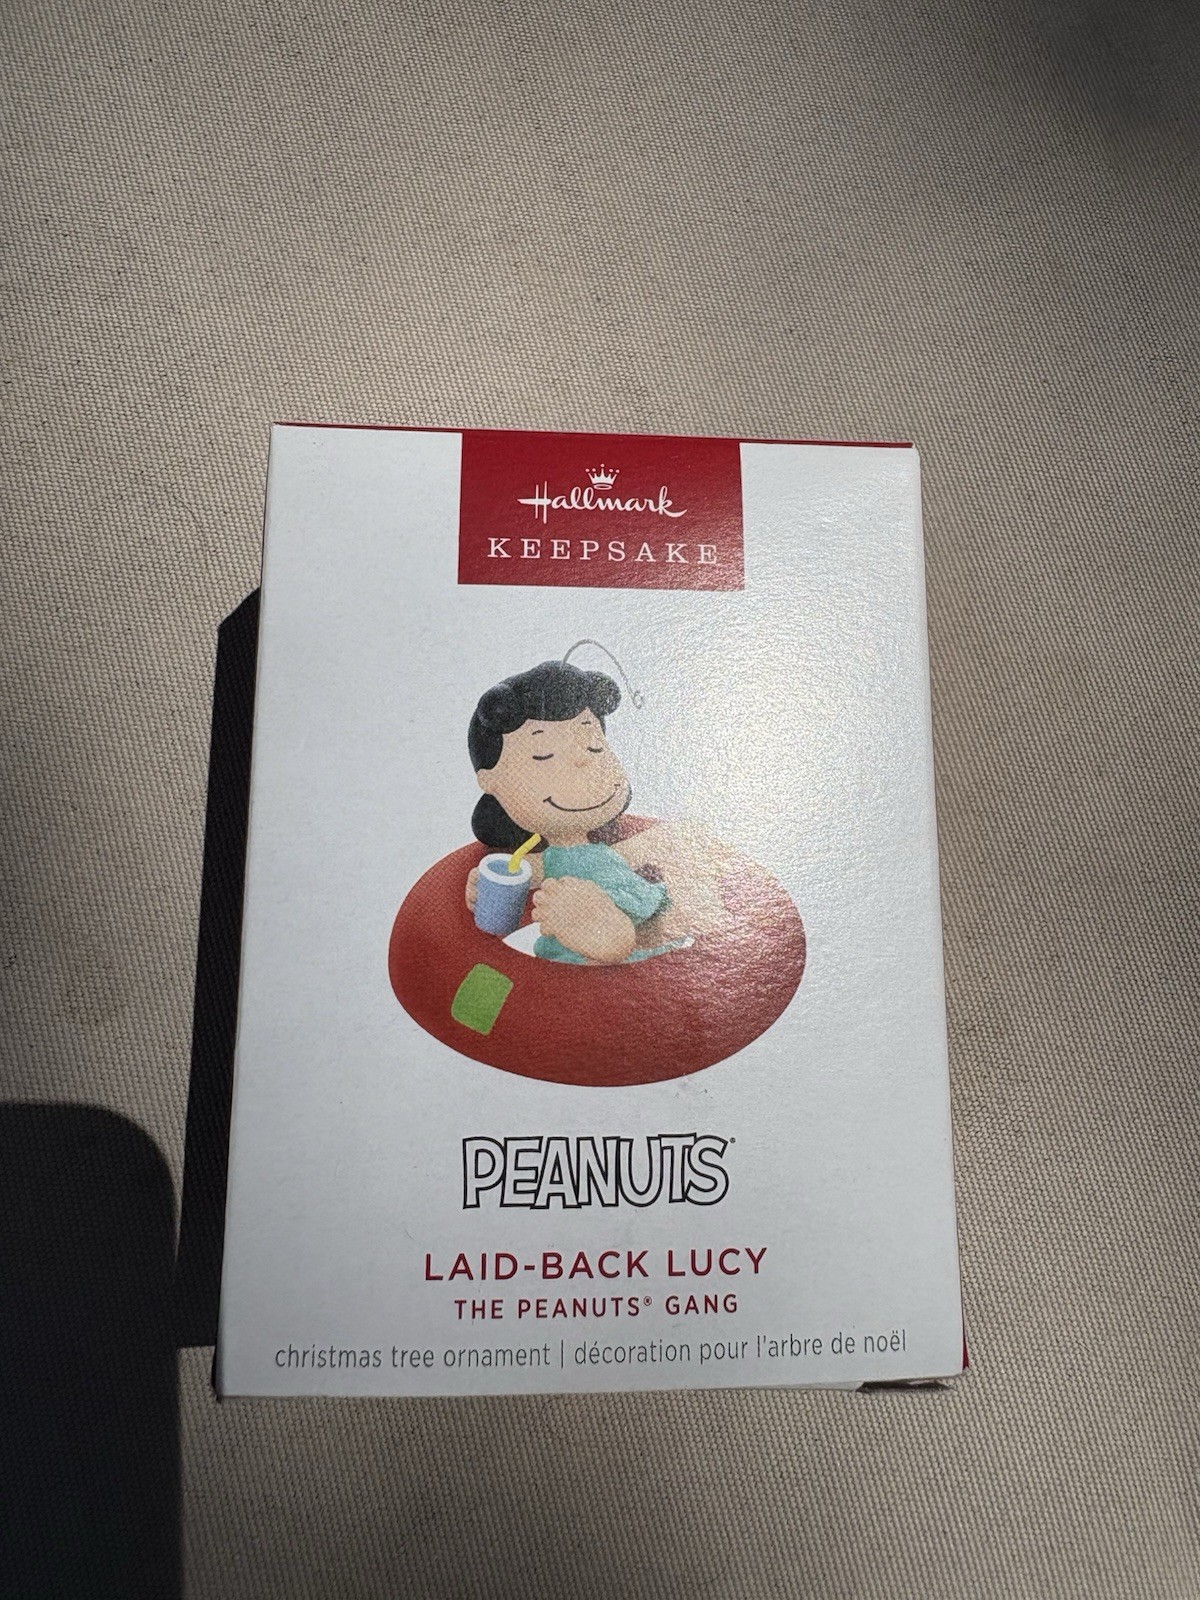 Hallmark
KEEPSAKE
PEANUTS®
LAID-BACK LUCY
THE PEANUTS® GANG
christmas tree ornament | décoration pour l'arbre de noël